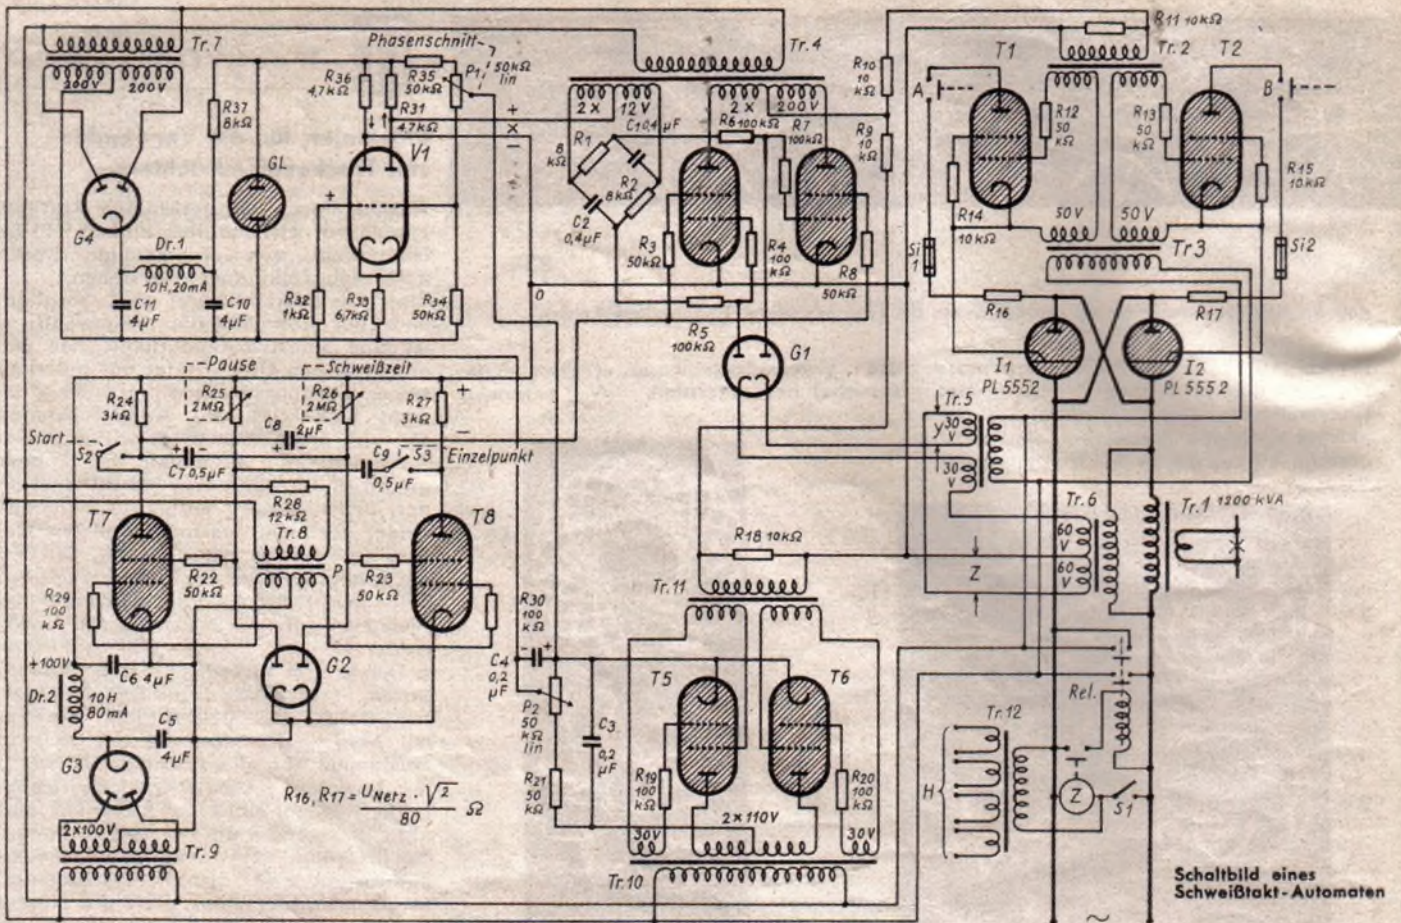 Tr. 7
200V 200V
Phasenschnitt
R36
4,7kΩ
R35
50kΩ
P1
50kΩ
lin
R31
4,7kΩ
R37
8kΩ
GL
V1
+
+
×
−
G4
Dr.1
10H, 20mA
C11
4µF
C10
4µF
R32
1kΩ
R33
6,7kΩ
R34
50kΩ
Tr. 4
2 × 12V
2 × 200V
C1 0,4µF
R1
8
kΩ
R2
8kΩ
C2
0,4µF
R6 100kΩ
R7
100kΩ
R3
50kΩ
R4
100
kΩ
R8
50kΩ
0
R5
100kΩ
G1
R10
10
kΩ
R9
10
kΩ
R11 10kΩ
T1
Tr. 2
T2
A
B
R12
50
kΩ
R13
50
kΩ
R14
10kΩ
R15
10kΩ
50V 50V
Tr3
Si
1
Si2
R16
R17
I1
PL5552
I2
PL5552
Pause
R25
2MΩ
Schweißzeit
R26
2MΩ
R24
3kΩ
R27
3kΩ
+
−
Start
S2
C8
2µF
+ −
+ −
C7 0,5µF
C9
0,5µF
S3
Einzelpunkt
R28
12kΩ
Tr. 8
P
T7
T8
R22
50kΩ
R23
50kΩ
R29
100
kΩ
+100V
C6 4µF
G2
Dr.2
10H
80mA
C5
4µF
G3
2×100V
Tr. 9
R16, R17 = UNetz · √2 / 80 Ω
Tr. 5
y
30
V
30
V
Tr. 6
60
V
60
V
Z
Tr. 1 1200 kVA
R18 10kΩ
Tr. 11
R30
100
kΩ
− +
C4
0,2
µF
P2
50
kΩ
lin
C3
0,2
µF
R21
50
kΩ
T5
T6
R19
100
kΩ
R20
100
kΩ
2×110V
30V
30V
Tr. 10
Rel.
Tr. 12
H
Z
S1
~
Schaltbild eines
Schweißtakt-Automaten